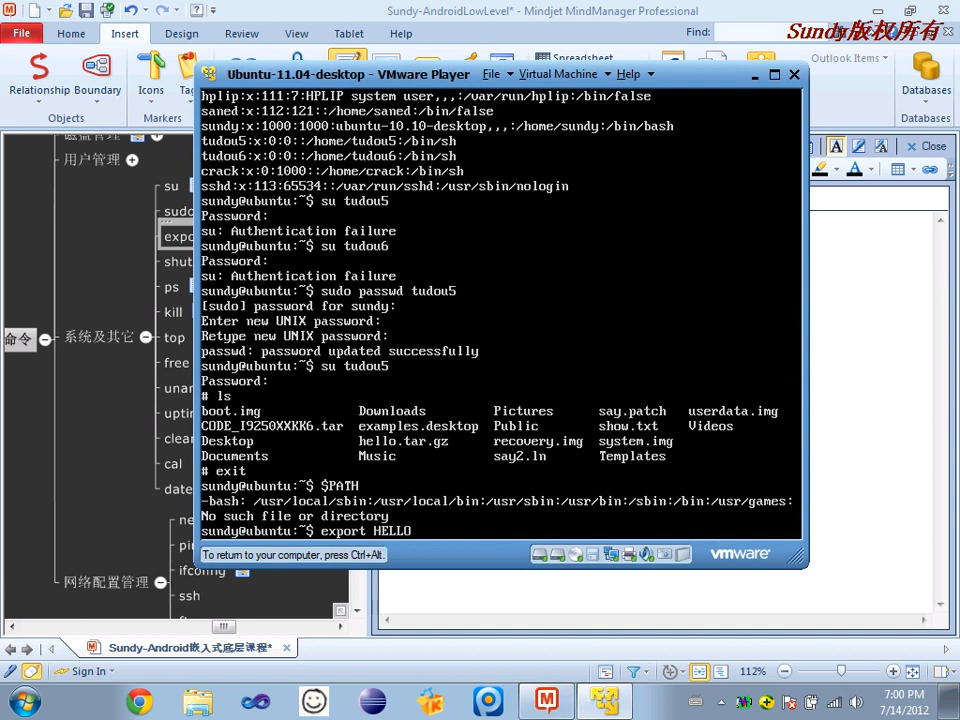 Sundy-AndroidLowLevel* - Mindjet MindManager Professional
File Home Insert Design Review View Tablet Help Find:
Sundy版权所有
Relationship Boundary Icons Spreadsheet Outlook Items Databases
Objects Markers Databases
Ubuntu-11.04-desktop - VMware Player File Virtual Machine Help
hplip:x:111:7:HPLIP system user,,,:/var/run/hplip:/bin/false
saned:x:112:121::/home/saned:/bin/false
sundy:x:1000:1000:ubuntu-10.10-desktop,,,:/home/sundy:/bin/bash
tudou5:x:0:0::/home/tudou5:/bin/sh
tudou6:x:0:0::/home/tudou6:/bin/sh
crack:x:0:1000::/home/crack:/bin/sh
sshd:x:113:65534::/var/run/sshd:/usr/sbin/nologin
sundy@ubuntu:~$ su tudou5
Password:
su: Authentication failure
sundy@ubuntu:~$ su tudou6
Password:
su: Authentication failure
sundy@ubuntu:~$ sudo passwd tudou5
[sudo] password for sundy:
Enter new UNIX password:
Retype new UNIX password:
passwd: password updated successfully
sundy@ubuntu:~$ su tudou5
Password:
# ls
boot.img Downloads Pictures say.patch userdata.img
CODE_I9250XXKK6.tar examples.desktop Public show.txt Videos
Desktop hello.tar.gz recovery.img system.img
Documents Music say2.ln Templates
# exit
sundy@ubuntu:~$ $PATH
-bash: /usr/local/sbin:/usr/local/bin:/usr/sbin:/usr/bin:/sbin:/bin:/usr/games:
No such file or directory
sundy@ubuntu:~$ export HELLO
To return to your computer, press Ctrl+Alt.
vmware
Close
用户管理
su
sudo
ps
kill
命令
系统及其它
top
free
cal
date
ifconfig
网络配置管理
ssh
Sundy-Android嵌入式底层课程*
Sign In
112%
7:00 PM
7/14/2012